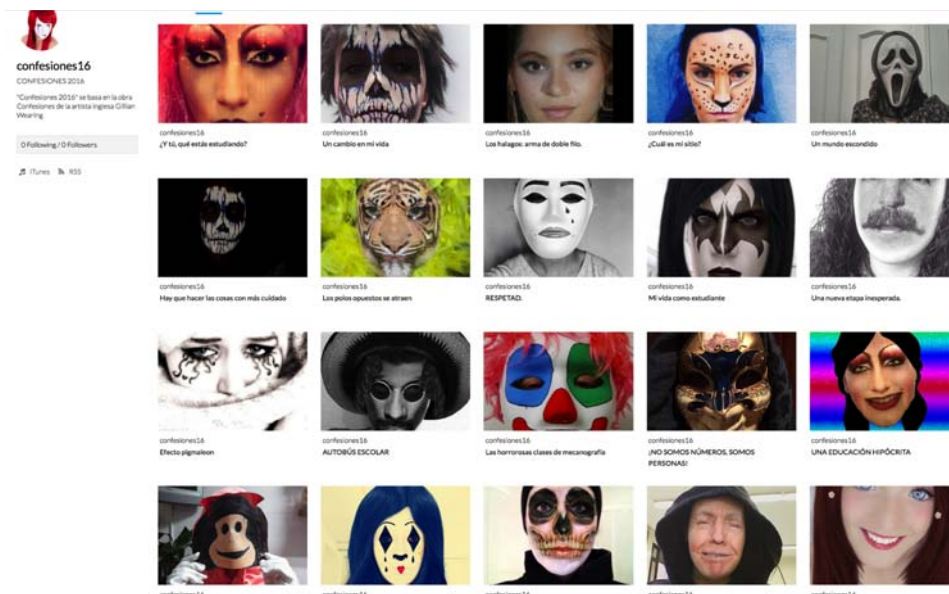 confesiones16
CONFESIONES 2016
"Confesiones 2016" se basa en la obra
Confesiones de la artista inglesa Gillian
Wearing
0 Following / 0 Followers
iTunes RSS
confesiones16
¿Y tú, qué estás estudiando?
confesiones16
Un cambio en mi vida
confesiones16
Los halagos: arma de doble filo.
confesiones16
¿Cuál es mi sitio?
confesiones16
Un mundo escondido
confesiones16
Hay que hacer las cosas con más cuidado
confesiones16
Los polos opuestos se atraen
confesiones16
RESPETAD.
confesiones16
Mi vida como estudiante
confesiones16
Una nueva etapa inesperada.
confesiones16
Efecto pigmaleon
confesiones16
AUTOBÚS ESCOLAR
confesiones16
Las horrorosas clases de mecanografía
confesiones16
¡NO SOMOS NÚMEROS, SOMOS
PERSONAS!
confesiones16
UNA EDUCACIÓN HIPÓCRITA